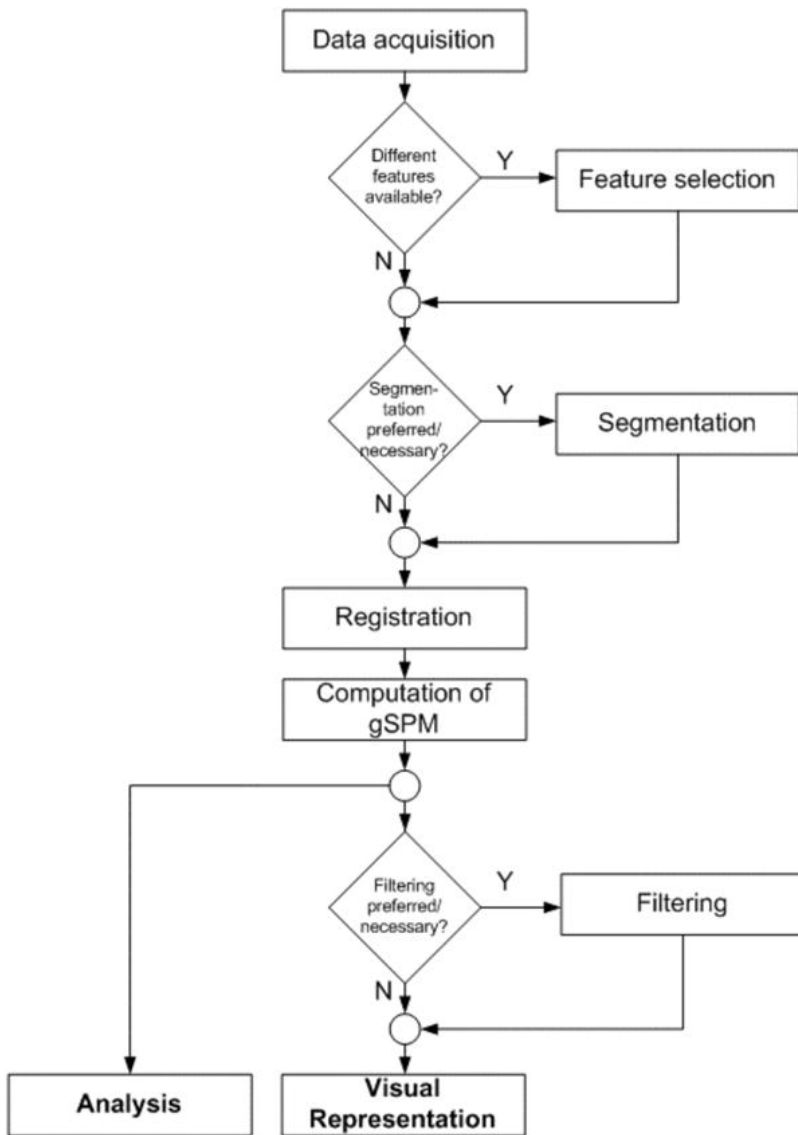 Data acquisition
Different
features
available?
Y
Feature selection
N
Segmen-
tation
preferred/
necessary?
Y
Segmentation
N
Registration
Computation of
gSPM
Filtering
preferred/
necessary?
Y
Filtering
N
Analysis
Visual
Representation